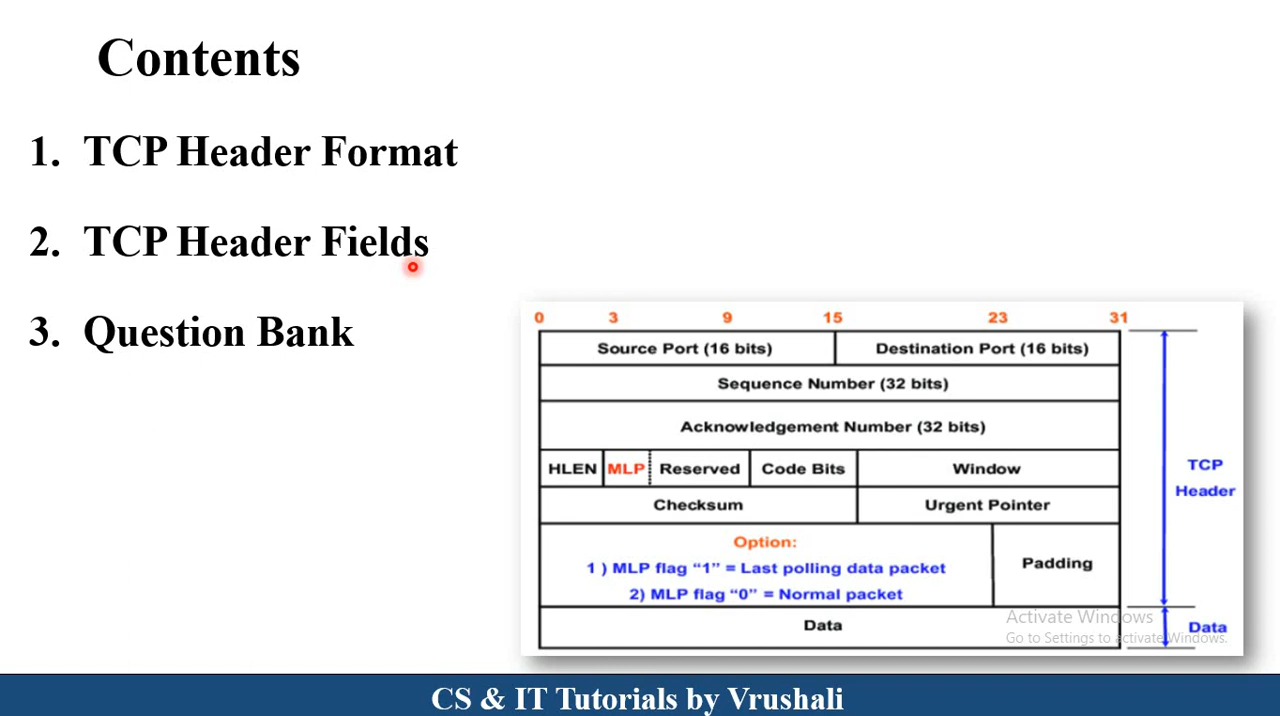 Contents
1. TCP Header Format
2. TCP Header Fields
3. Question Bank
0 3 9 15 23 31
Source Port (16 bits) Destination Port (16 bits)
Sequence Number (32 bits)
Acknowledgement Number (32 bits)
HLEN MLP Reserved Code Bits Window
TCP
Header
Checksum Urgent Pointer
Option:
1 ) MLP flag “1” = Last polling data packet
2) MLP flag “0” = Normal packet
Padding
Data
Data
Activate Windows
Go to Settings to activate Windows.
CS & IT Tutorials by Vrushali